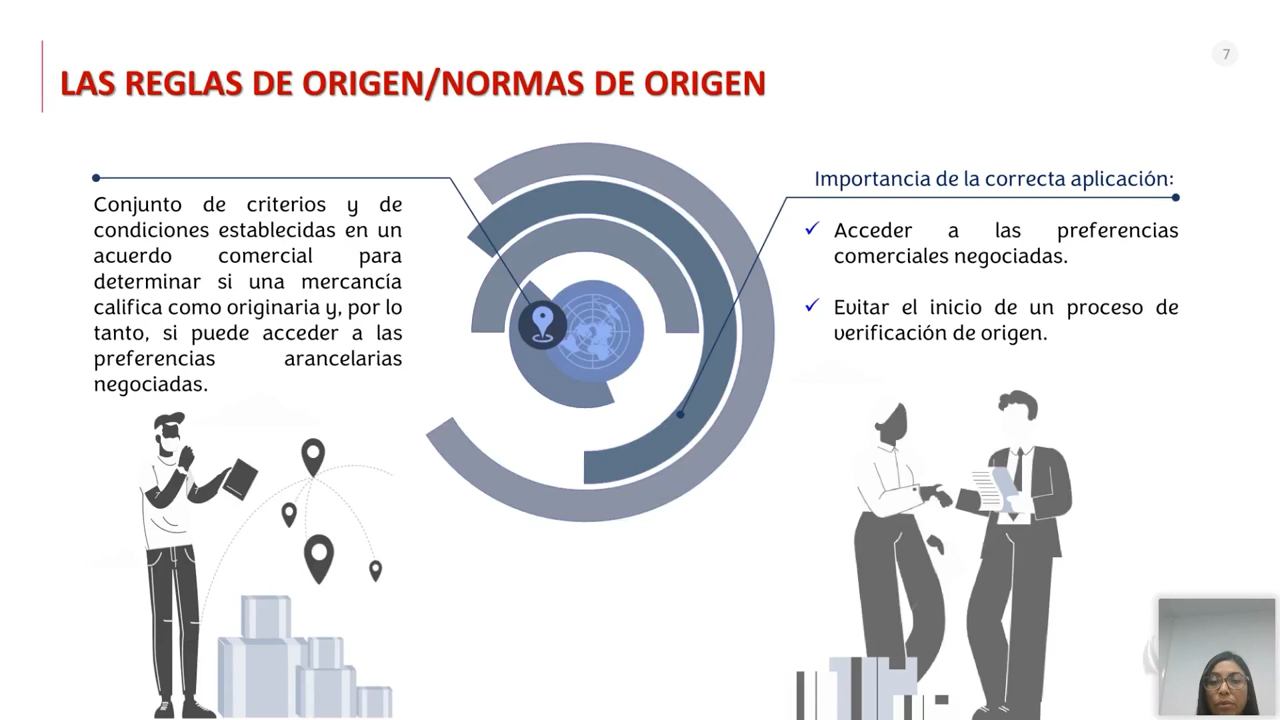 7
LAS REGLAS DE ORIGEN/NORMAS DE ORIGEN
Conjunto de criterios y de
condiciones establecidas en un
acuerdo comercial para
determinar si una mercancía
califica como originaria y, por lo
tanto, si puede acceder a las
preferencias arancelarias
negociadas.
Importancia de la correcta aplicación:
✓ Acceder a las preferencias
comerciales negociadas.
✓ Evitar el inicio de un proceso de
verificación de origen.